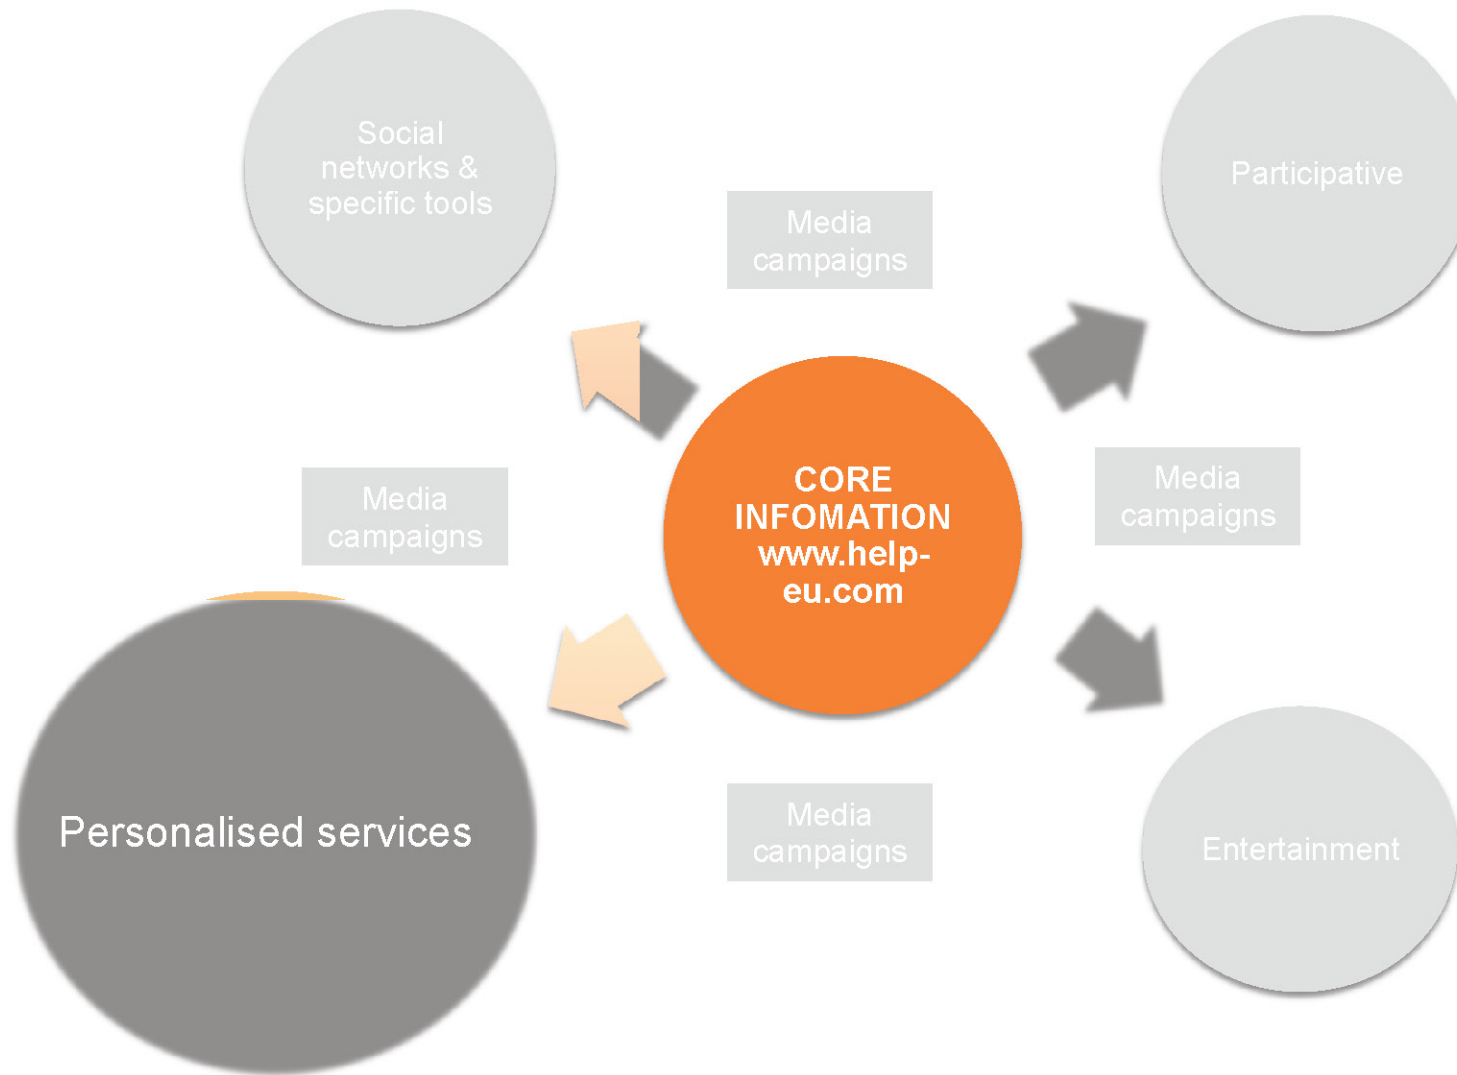 Social
networks &
specific tools
Participative
Media
campaigns
Media
campaigns
CORE
INFOMATION
www.help-
eu.com
Media
campaigns
Personalised services
Media
campaigns
Entertainment